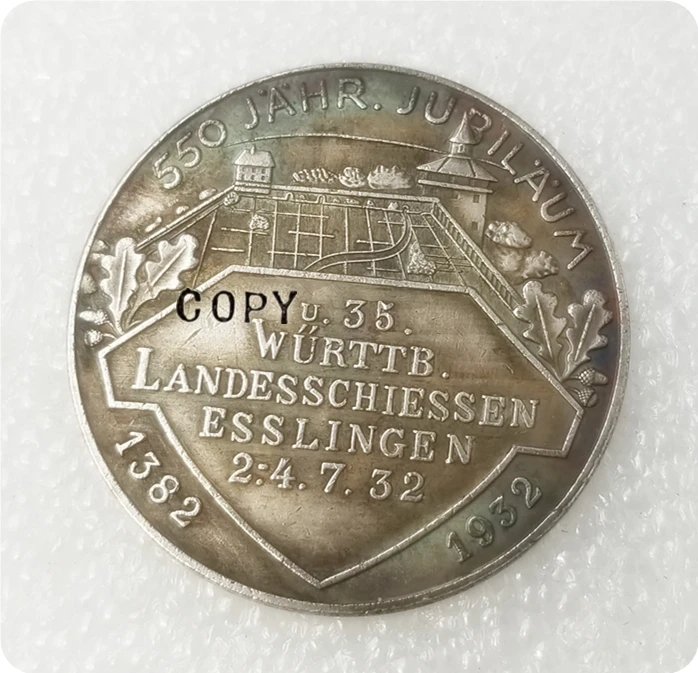 550 JÄHR. JUBILÄUM
COPY
u. 35.
WÜRTTB.
LANDESSCHIESSEN
ESSLINGEN
2:4. 7. 32
1382
1932